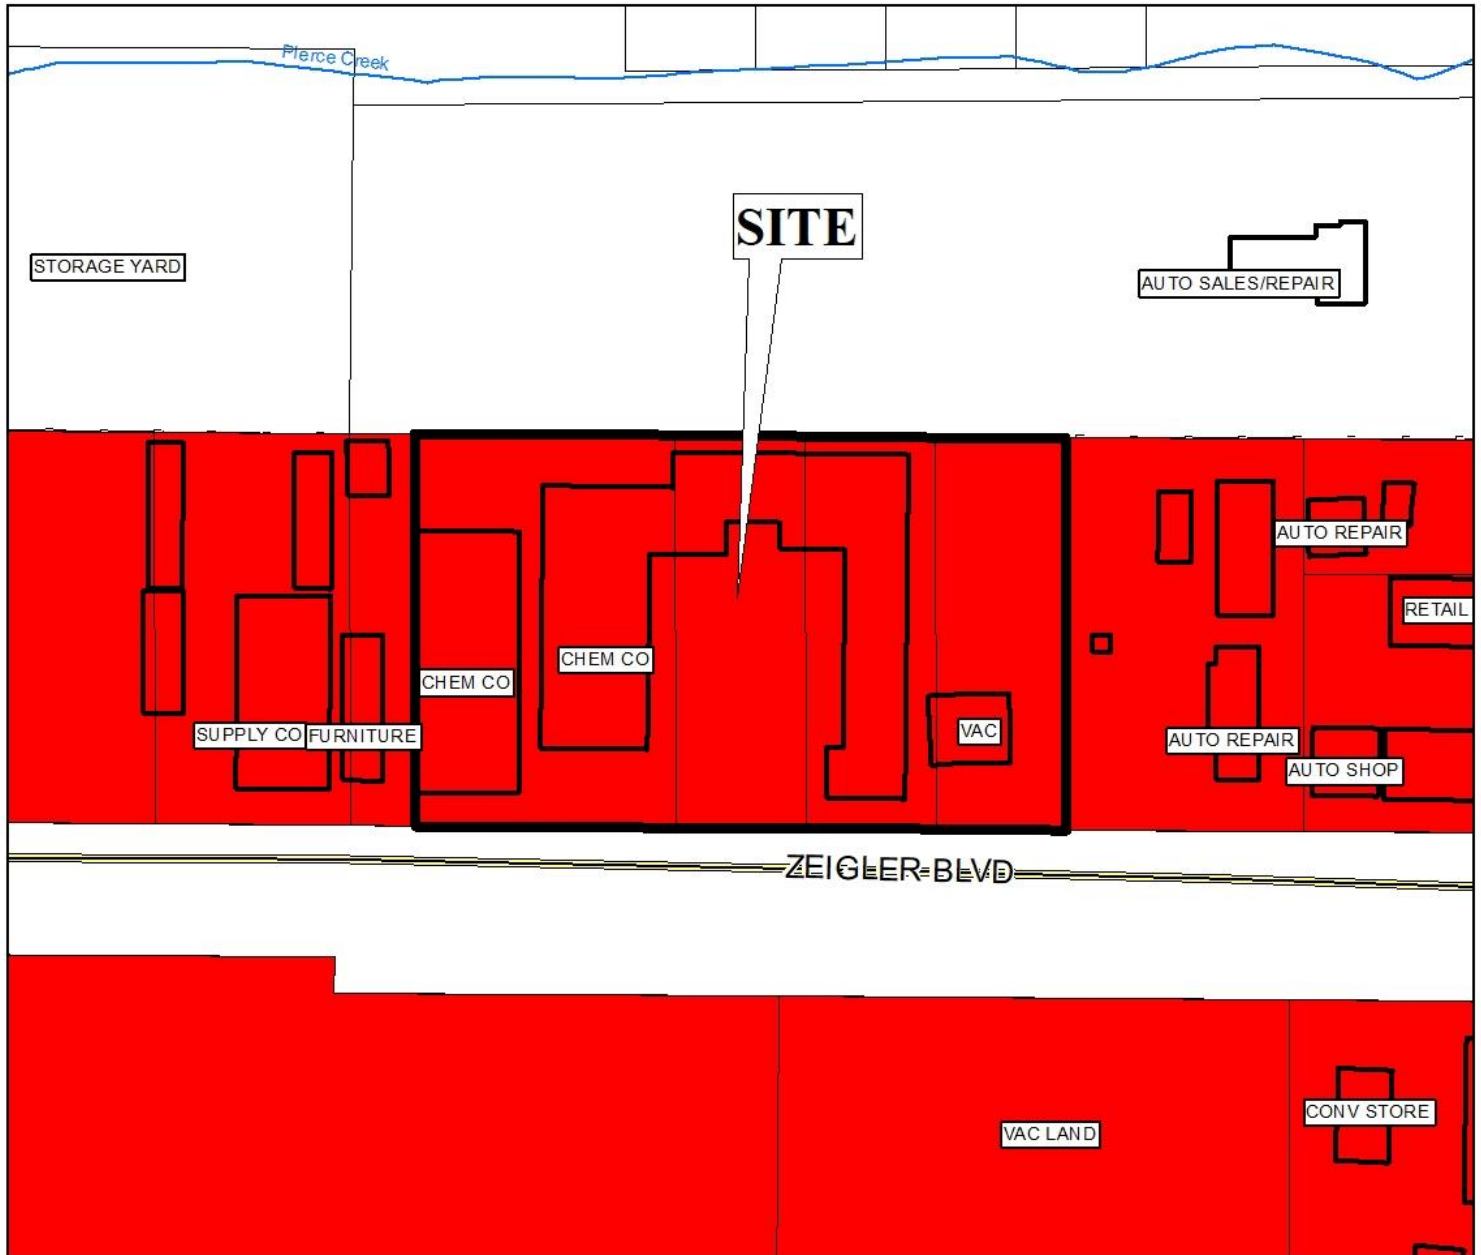 Pierce Creek
SITE
STORAGE YARD
AUTO SALES/REPAIR
AUTO REPAIR
RETAIL
CHEM CO
CHEM CO
SUPPLY CO
FURNITURE
VAC
AUTO REPAIR
AUTO SHOP
ZEIGLER BLVD
CONV STORE
VAC LAND